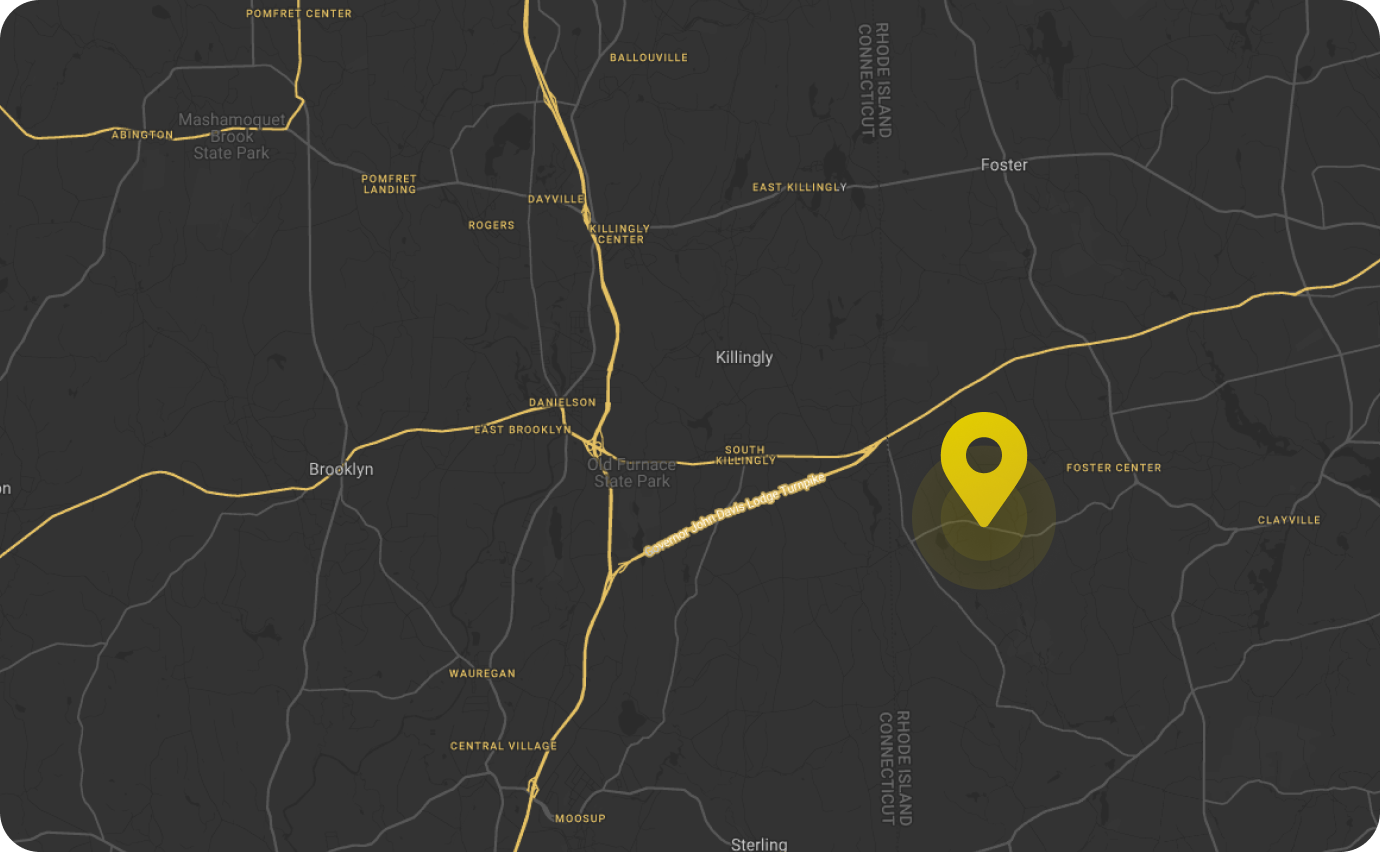 POMFRET CENTER
BALLOUVILLE
RHODE ISLAND
CONNECTICUT
Mashamoquet
Brook
State Park
ABINGTON
Foster
POMFRET
LANDING
EAST KILLINGLY
DAYVILLE
ROGERS
KILLINGLY
CENTER
Killingly
DANIELSON
EAST BROOKLYN
SOUTH
KILLINGLY
Old Furnace
State Park
Brooklyn
FOSTER CENTER
on
Governor John Davis Lodge Turnpike
CLAYVILLE
WAUREGAN
RHODE ISLAND
CONNECTICUT
CENTRAL VILLAGE
MOOSUP
Sterling